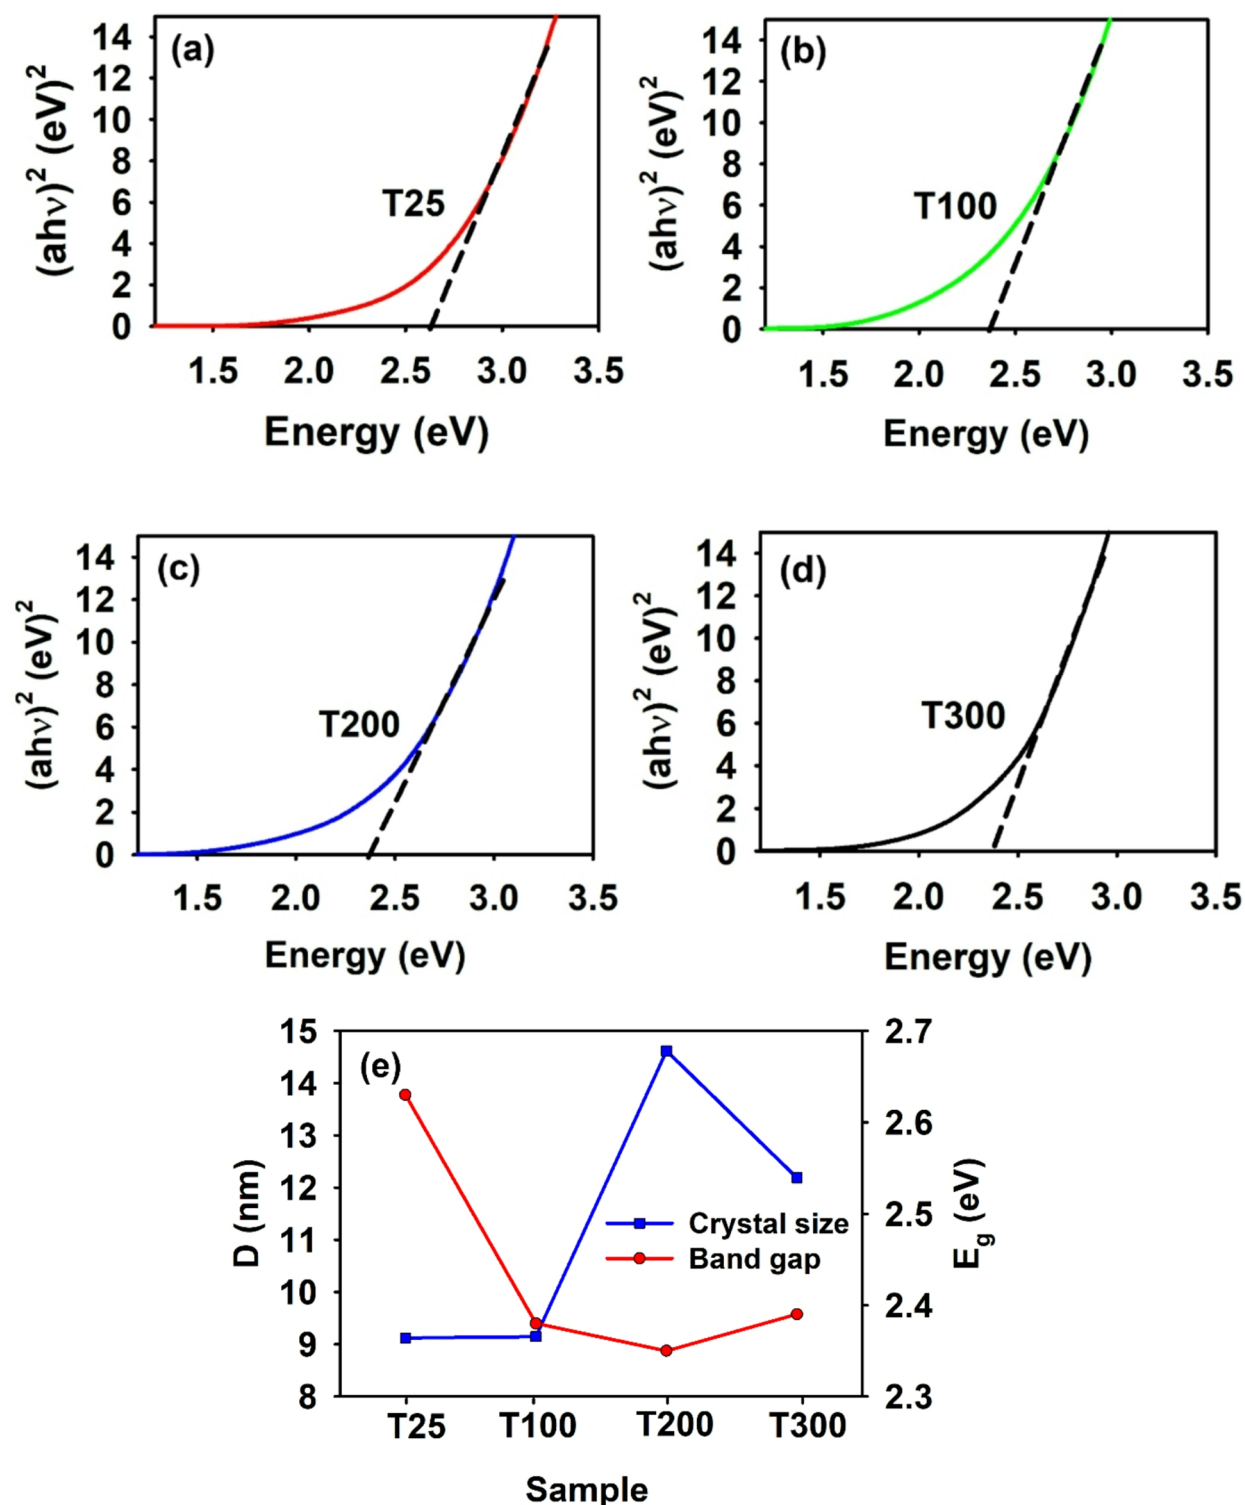 (a)
14
12
10
8
6
4
2
0
(ahν)² (eV)²
T25
1.5 2.0 2.5 3.0 3.5
Energy (eV)
(b)
14
12
10
8
6
4
2
0
(ahν)² (eV)²
T100
1.5 2.0 2.5 3.0 3.5
Energy (eV)
(c)
14
12
10
8
6
4
2
0
(ahν)² (eV)²
T200
1.5 2.0 2.5 3.0 3.5
Energy (eV)
(d)
14
12
10
8
6
4
2
0
(ahν)² (eV)²
T300
1.5 2.0 2.5 3.0 3.5
Energy (eV)
(e)
15
14
13
12
11
10
9
8
D (nm)
Crystal size
Band gap
2.7
2.6
2.5
2.4
2.3
Eg (eV)
T25 T100 T200 T300
Sample